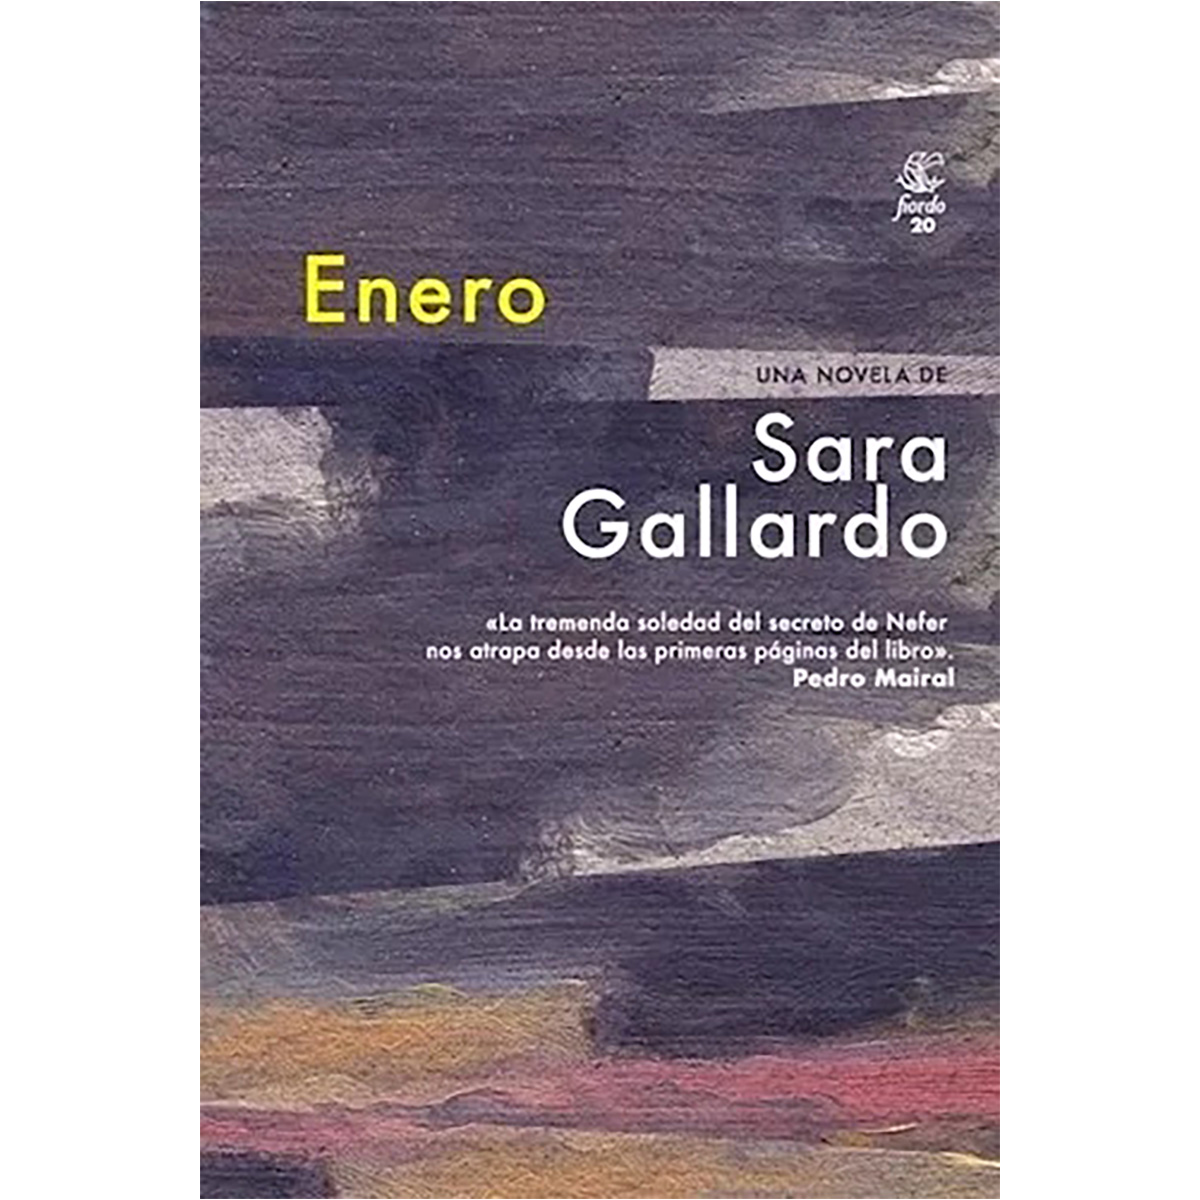 fiordo
20
Enero
UNA NOVELA DE
Sara
Gallardo
«La tremenda soledad del secreto de Nefer
nos atrapa desde las primeras páginas del libro».
Pedro Mairal